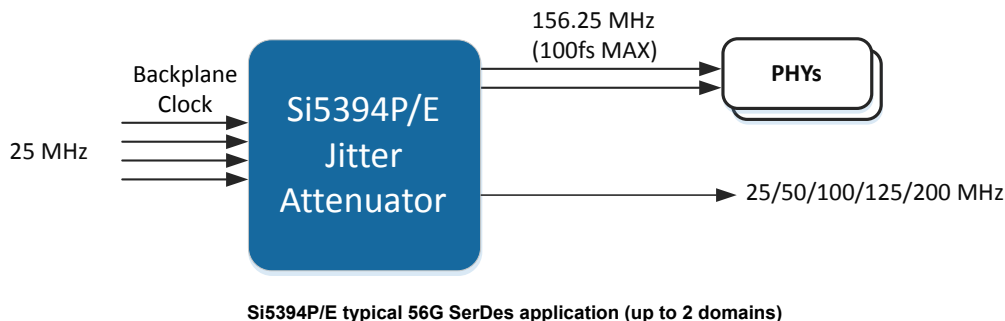 156.25 MHz
(100fs MAX)
Backplane
Clock
25 MHz
Si5394P/E
Jitter
Attenuator
PHYs
25/50/100/125/200 MHz
Si5394P/E typical 56G SerDes application (up to 2 domains)